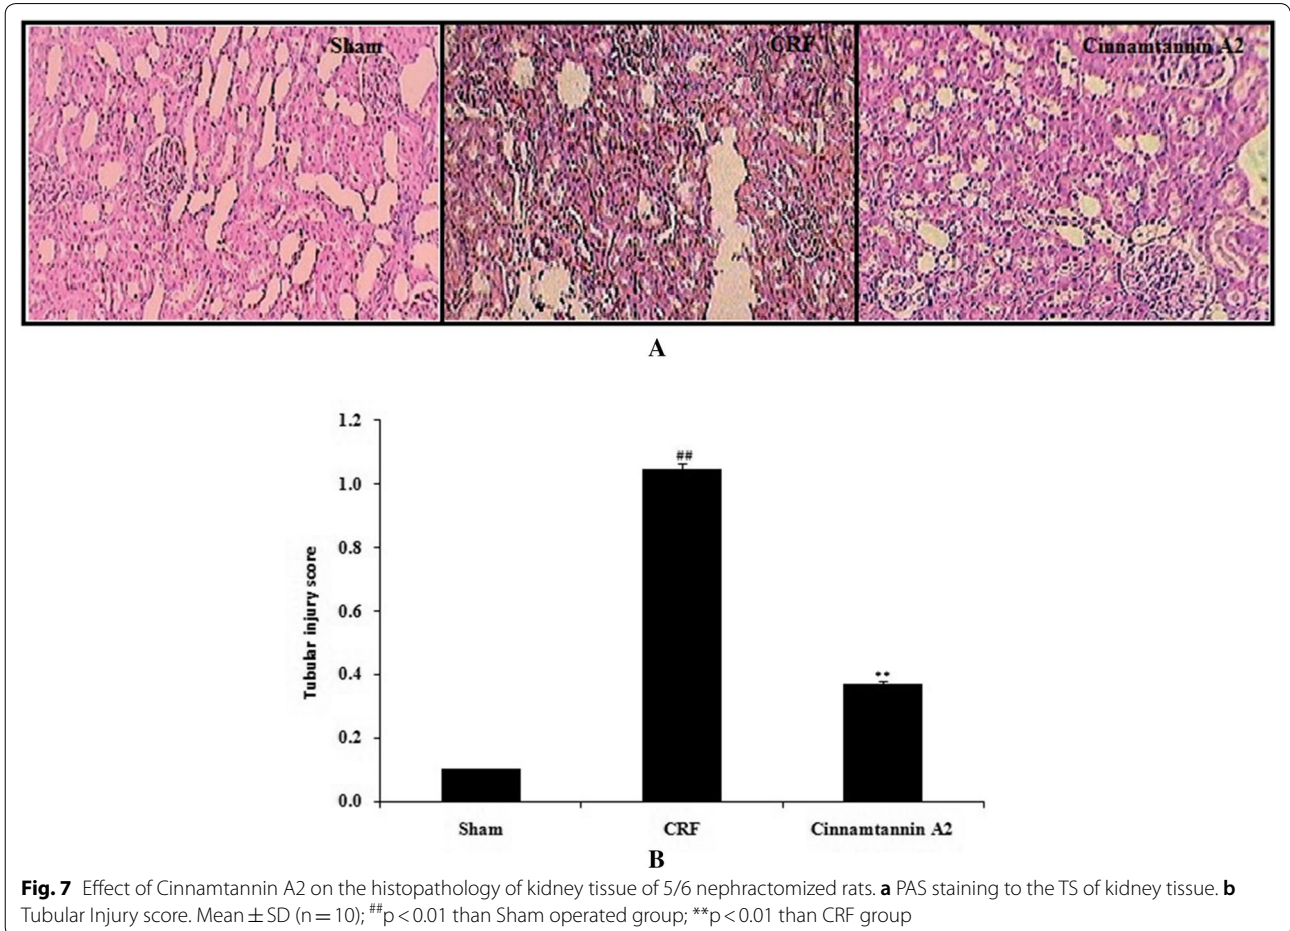 Sham CRF Cinnamtannin A2
A
1.2
1.0
0.8
0.6
0.4
0.2
0.0
Tubular injury score
##
**
Sham CRF Cinnamtannin A2
B
Fig. 7 Effect of Cinnamtannin A2 on the histopathology of kidney tissue of 5/6 nephractomized rats. a PAS staining to the TS of kidney tissue. b
Tubular Injury score. Mean ± SD (n = 10); ##p < 0.01 than Sham operated group; **p < 0.01 than CRF group